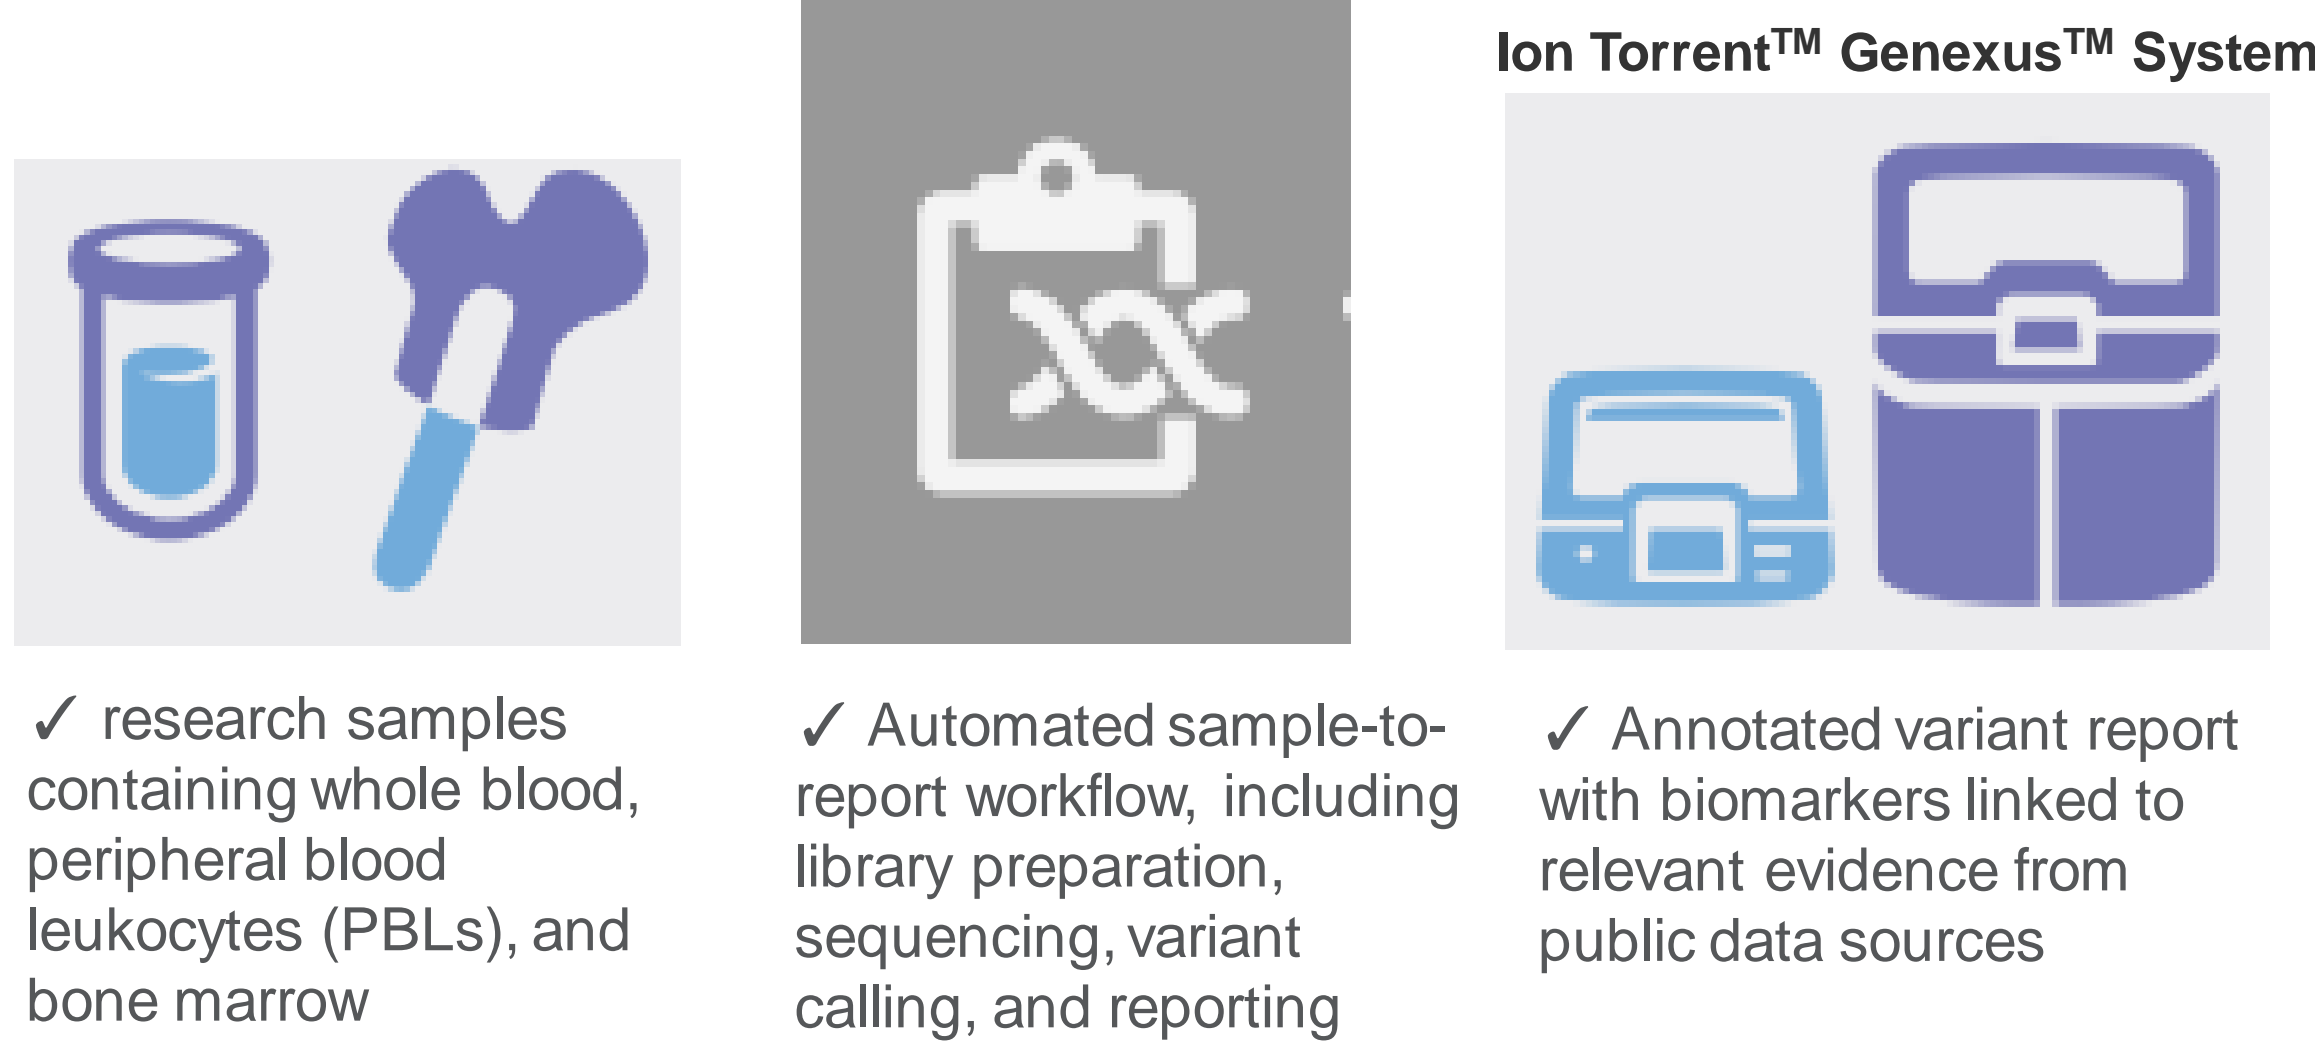 Ion Torrent™ Genexus™ System
✓ research samples
containing whole blood,
peripheral blood
leukocytes (PBLs), and
bone marrow
✓ Automated sample-to-
report workflow, including
library preparation,
sequencing, variant
calling, and reporting
✓ Annotated variant report
with biomarkers linked to
relevant evidence from
public data sources